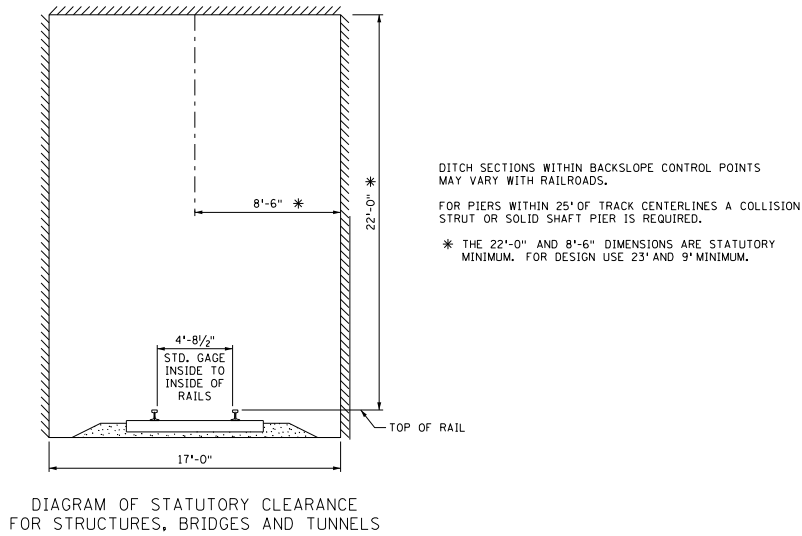 8'-6" *
22'-0" *
DITCH SECTIONS WITHIN BACKSLOPE CONTROL POINTS
MAY VARY WITH RAILROADS.
FOR PIERS WITHIN 25' OF TRACK CENTERLINES A COLLISION
STRUT OR SOLID SHAFT PIER IS REQUIRED.
* THE 22'-0" AND 8'-6" DIMENSIONS ARE STATUTORY
MINIMUM. FOR DESIGN USE 23' AND 9' MINIMUM.
4'-8½"
STD. GAGE
INSIDE TO
INSIDE OF
RAILS
TOP OF RAIL
17'-0"
DIAGRAM OF STATUTORY CLEARANCE
FOR STRUCTURES, BRIDGES AND TUNNELS